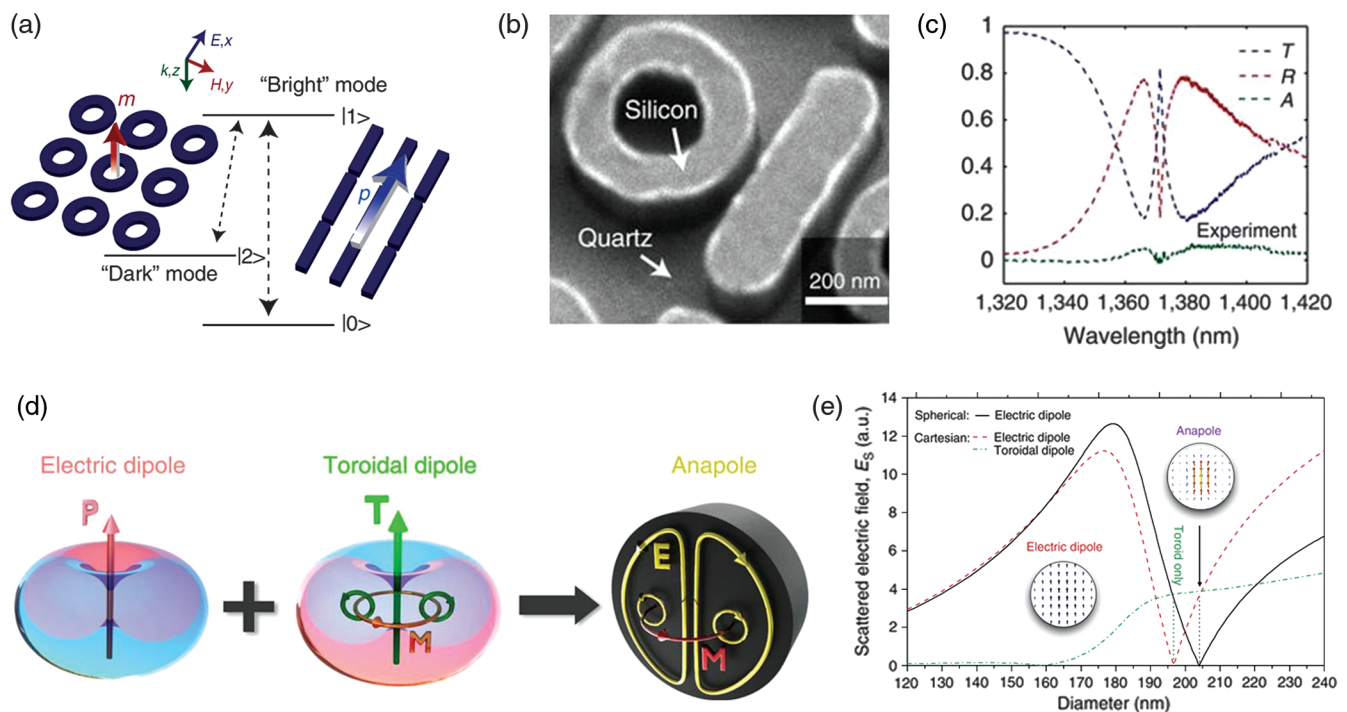 (a)
E,x
k,z
H,y
m
"Bright" mode
|1>
p
|2>
"Dark" mode
|0>
(b)
Silicon
Quartz
200 nm
(c)
1
0.8
0.6
0.4
0.2
0
T
R
A
Experiment
1,320 1,340 1,360 1,380 1,400 1,420
Wavelength (nm)
(d)
Electric dipole
P
Toroidal dipole
T
M
Anapole
E
M
(e)
Scattered electric field, Es (a.u.)
14
12
10
8
6
4
2
0
Spherical: Electric dipole
Cartesian: Electric dipole
Toroidal dipole
Anapole
Electric dipole
Toroid only
120 130 140 150 160 170 180 190 200 210 220 230 240
Diameter (nm)